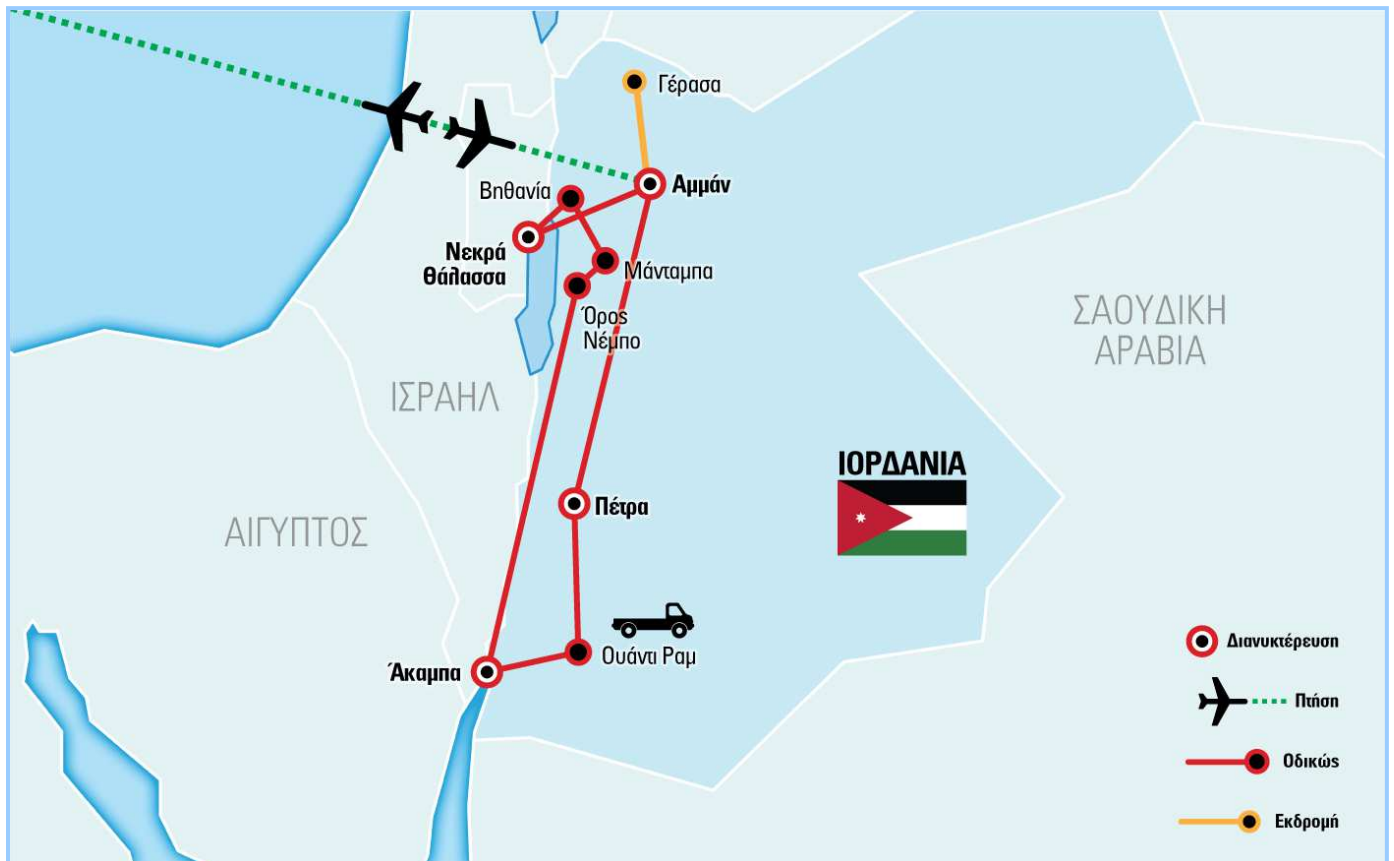 Γέρασα
Αμμάν
Βηθανία
Νεκρά
Θάλασσα
Μάνταμπα
Όρος
Νέμπο
ΣΑΟΥΔΙΚΗ
ΑΡΑΒΙΑ
ΙΣΡΑΗΛ
ΙΟΡΔΑΝΙΑ
Πέτρα
ΑΙΓΥΠΤΟΣ
Άκαμπα
Ουάντι Ραμ
Διανυκτέρευση
Πτήση
Οδικώς
Εκδρομή